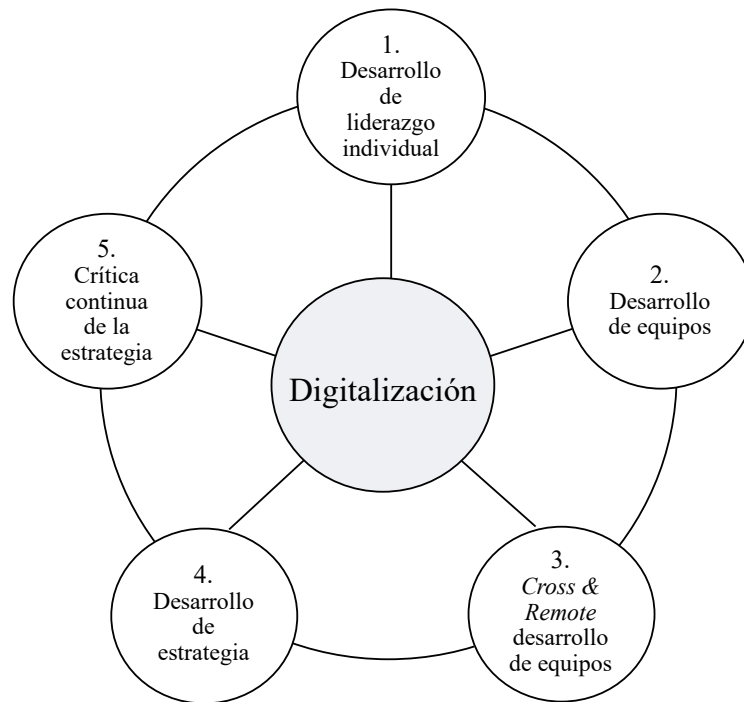 1.
Desarrollo
de
liderazgo
individual
2.
Desarrollo
de equipos
3.
Cross &
Remote
desarrollo
de equipos
4.
Desarrollo
de
estrategia
5.
Crítica
continua
de la
estrategia
Digitalización